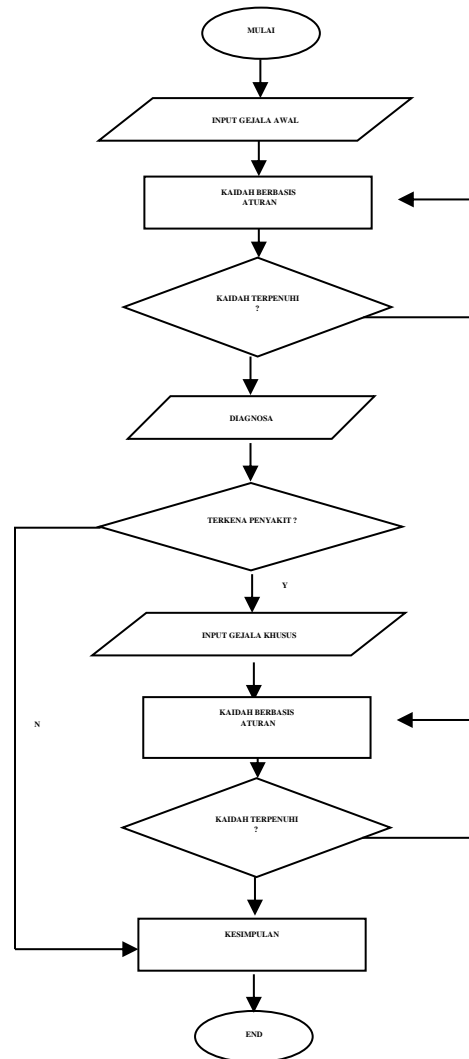 MULAI
INPUT GEJALA AWAL
KAIDAH BERBASIS
ATURAN
KAIDAH TERPENUHI
?
DIAGNOSA
TERKENA PENYAKIT ?
Y
INPUT GEJALA KHUSUS
KAIDAH BERBASIS
ATURAN
N
KAIDAH TERPENUHI
?
KESIMPULAN
END